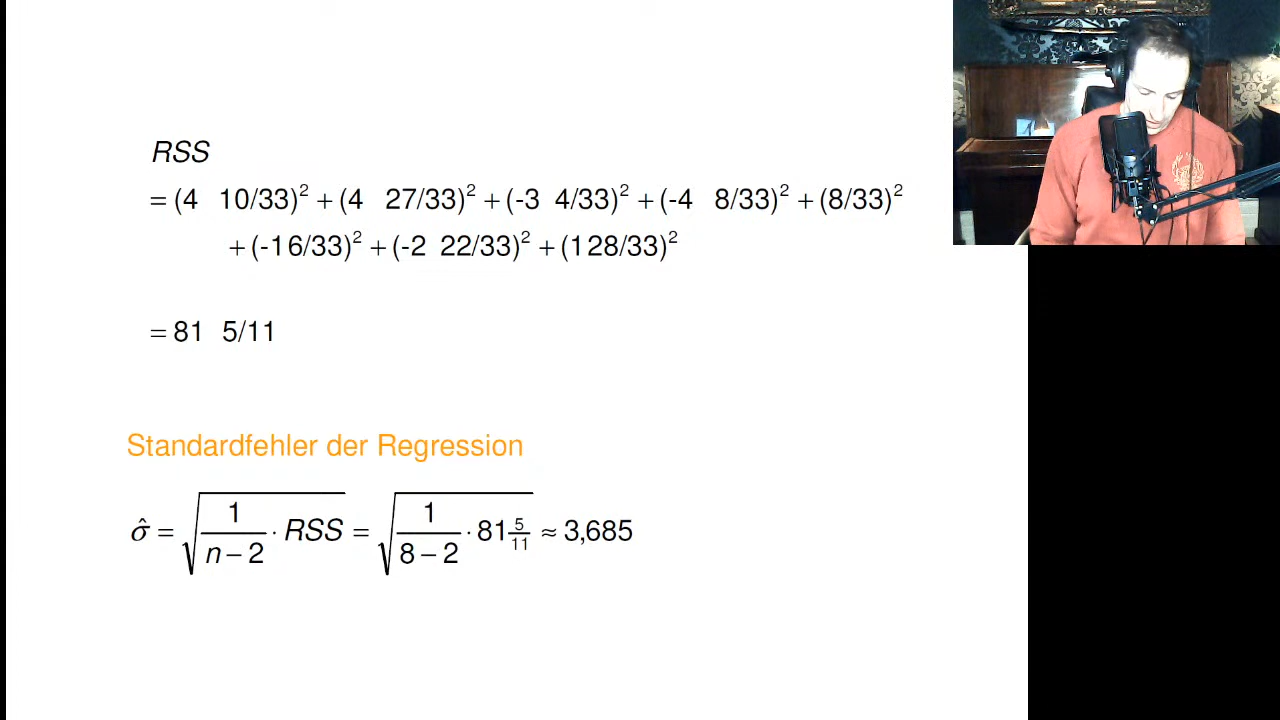 RSS
= (4 10/33)² + (4 27/33)² + (-3 4/33)² + (-4 8/33)² + (8/33)²
+ (-16/33)² + (-2 22/33)² + (128/33)²
= 81 5/11
Standardfehler der Regression
σ̂ = √(1/(n−2) · RSS) = √(1/(8−2) · 81 5/11) ≈ 3,685